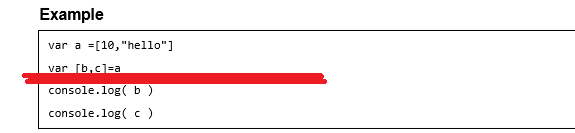 Example
var a =[10,"hello"]
var [b,c]=a
console.log( b )
console.log( c )